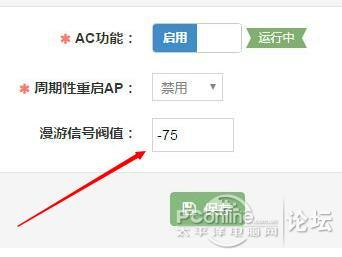 * AC功能： 启用 运行中
* 周期性重启AP： 禁用
漫游信号阀值： -75
保存
PConline
太平洋电脑网 论坛